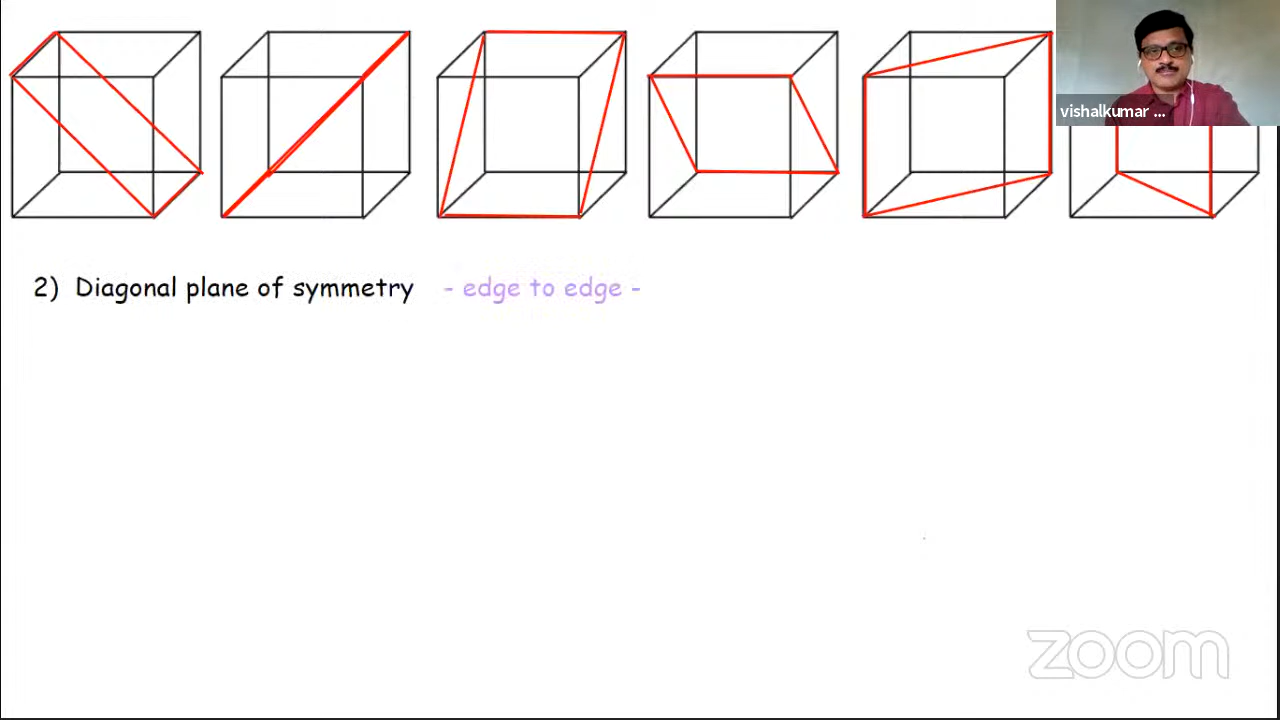 vishalkumar ...
2) Diagonal plane of symmetry - edge to edge -
zoom